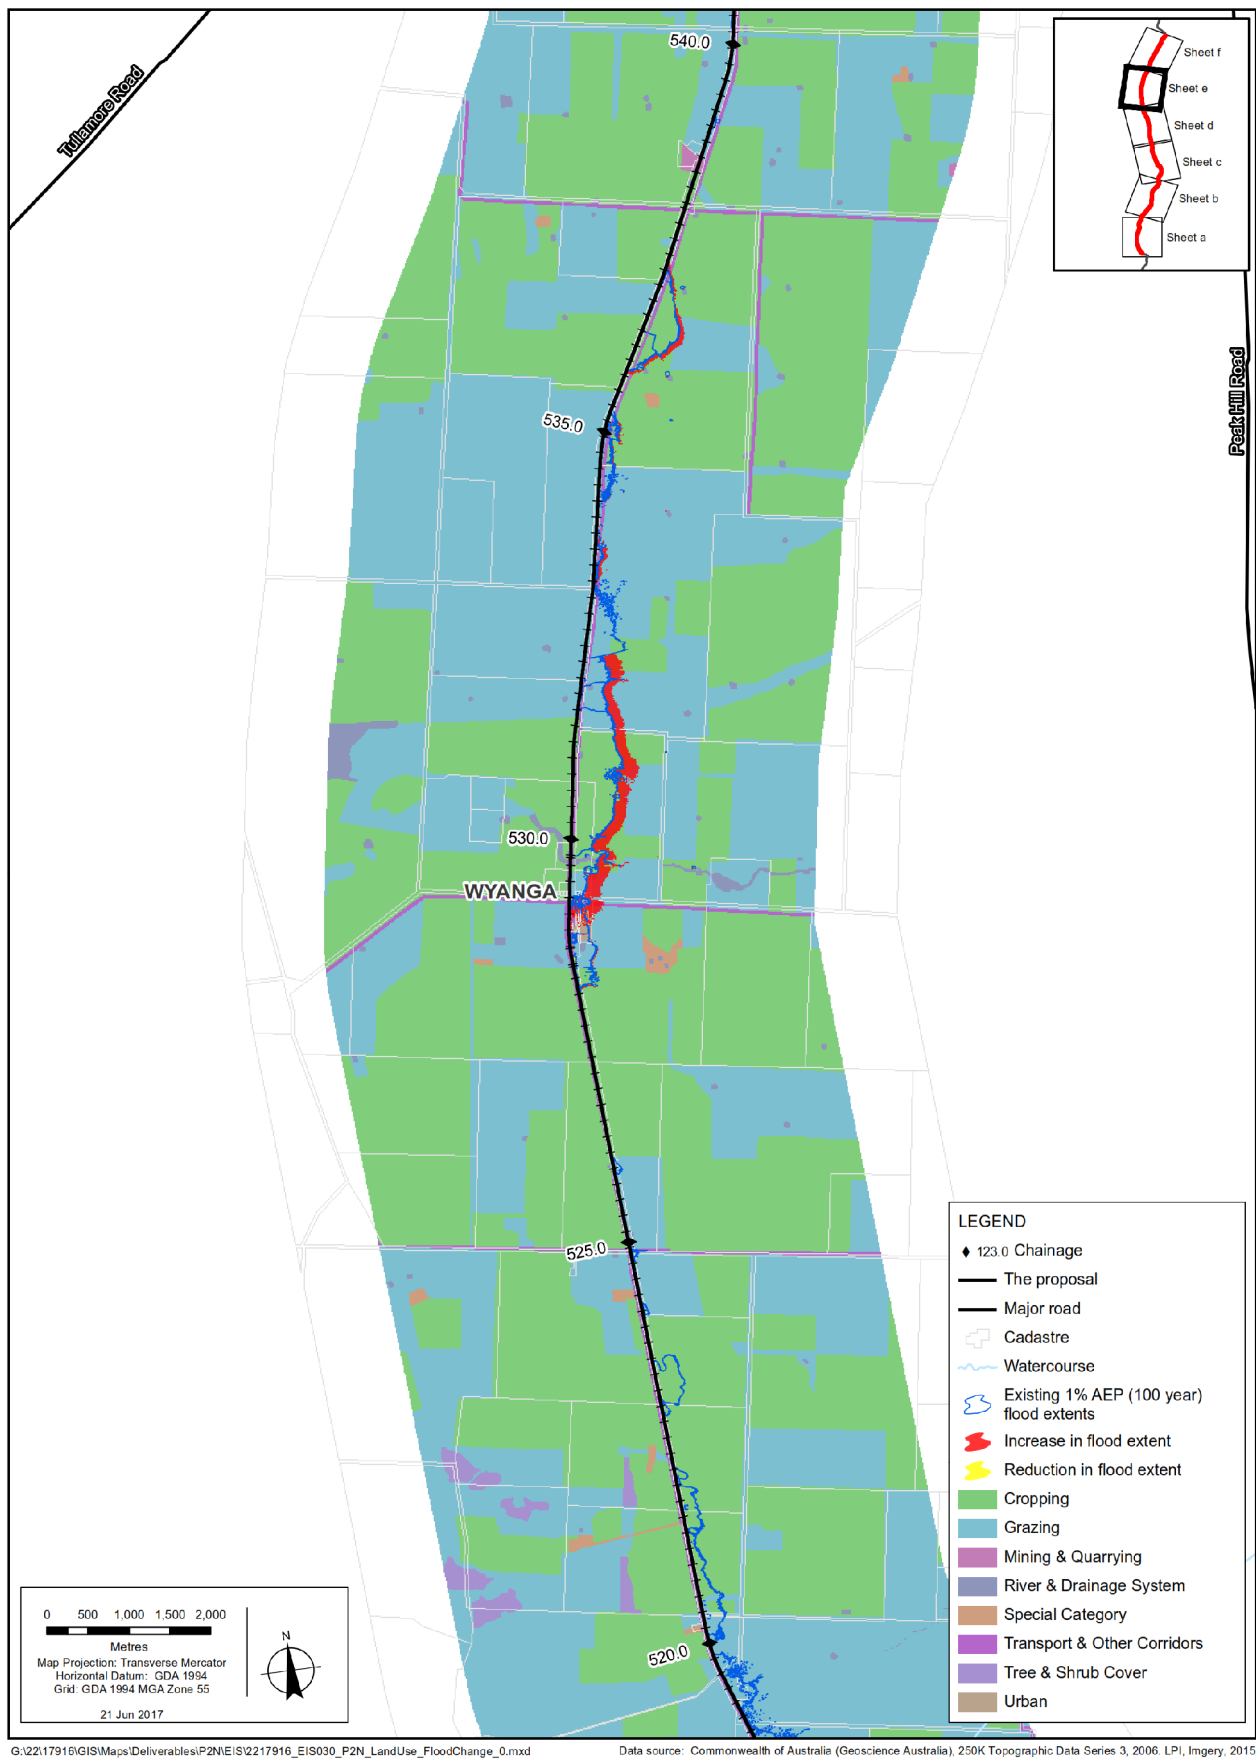 540.0
Tullamore Road
Sheet f
Sheet e
Sheet d
Sheet c
Sheet b
Sheet a
Peak Hill Road
535.0
530.0
WYANGA
525.0
520.0
LEGEND
123.0 Chainage
The proposal
Major road
Cadastre
Watercourse
Existing 1% AEP (100 year)
flood extents
Increase in flood extent
Reduction in flood extent
Cropping
Grazing
Mining & Quarrying
River & Drainage System
Special Category
Transport & Other Corridors
Tree & Shrub Cover
Urban
0 500 1,000 1,500 2,000
Metres
Map Projection: Transverse Mercator
Horizontal Datum: GDA 1994
Grid: GDA 1994 MGA Zone 55
21 Jun 2017
N
G:\22\17916\GIS\Maps\Deliverables\P2N\EIS\2217916_EIS030_P2N_LandUse_FloodChange_0.mxd
Data source: Commonwealth of Australia (Geoscience Australia), 250K Topographic Data Series 3, 2006. LPI, Imgery, 2015